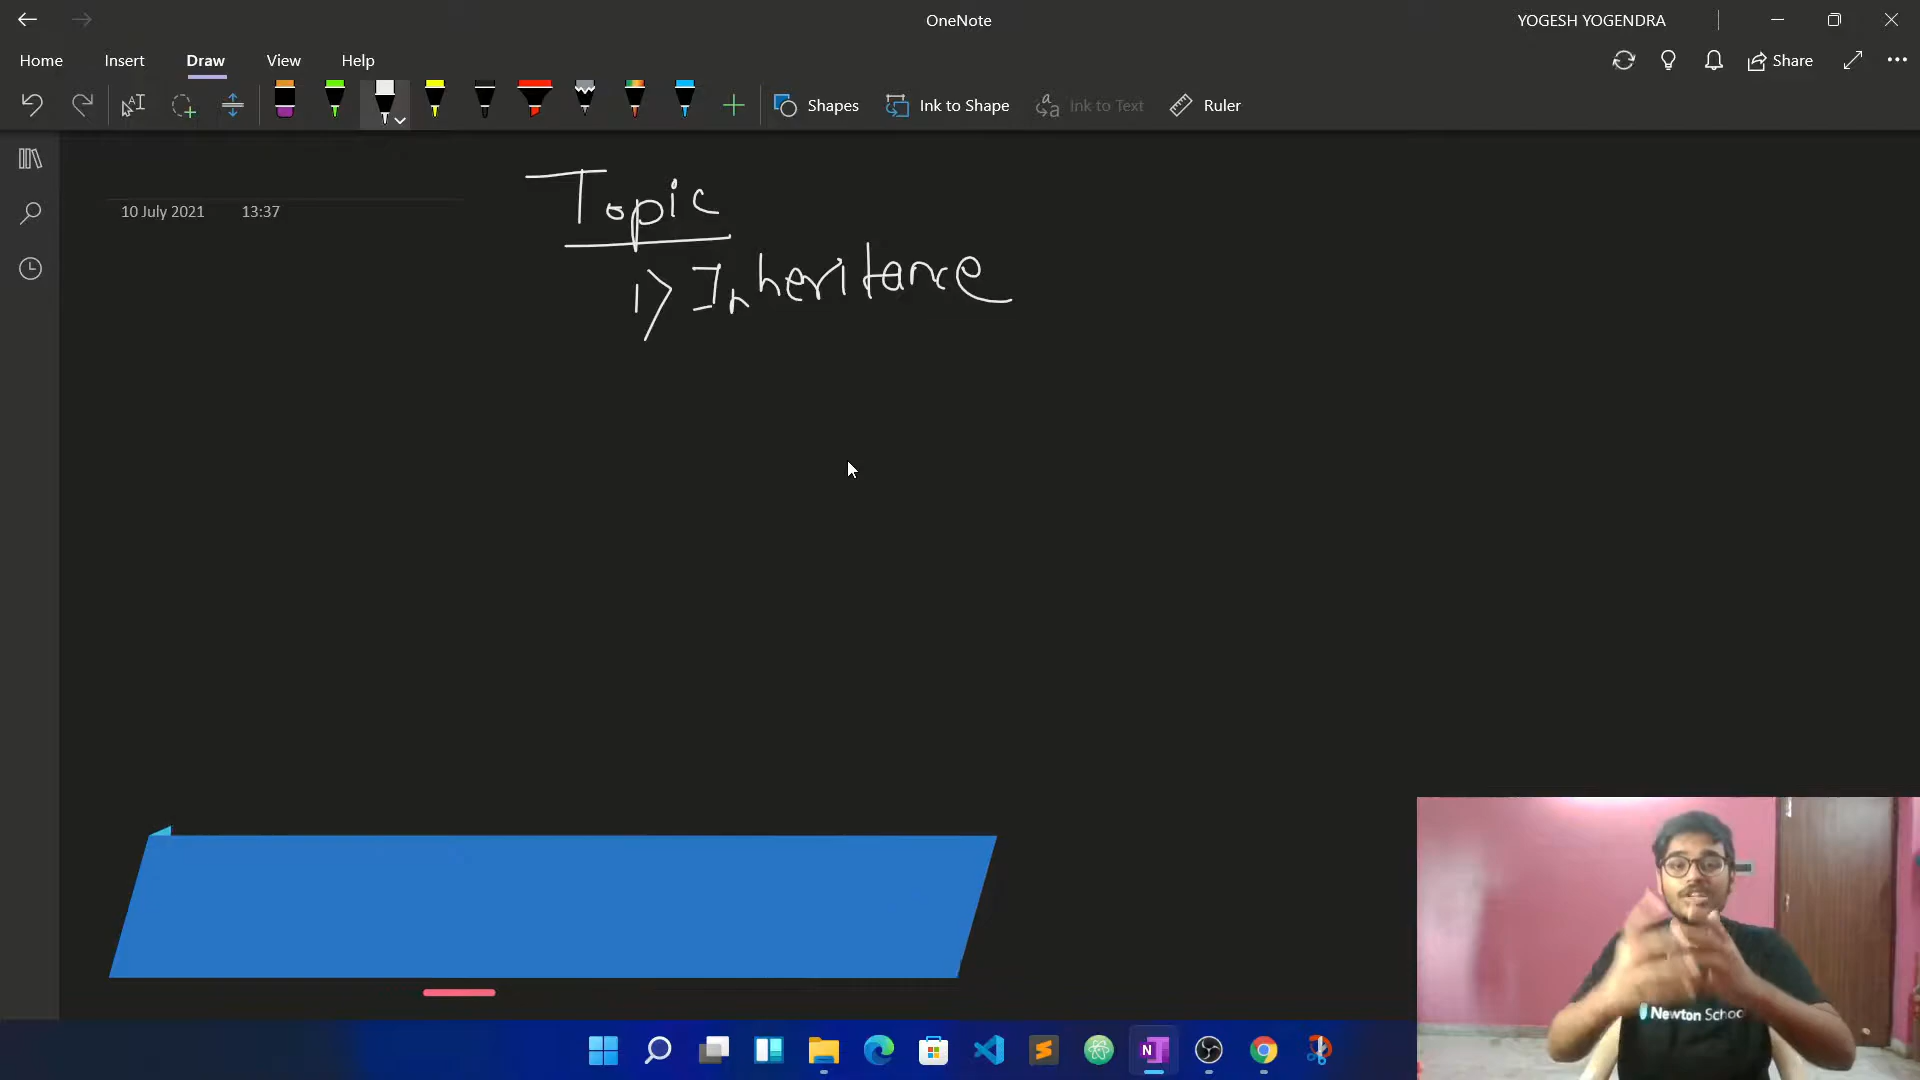 OneNote
YOGESH YOGENDRA
Home Insert Draw View Help
Share
Shapes Ink to Shape Ink to Text Ruler
10 July 2021 13:37
Topic
1> Inheritance
Newton Schoo